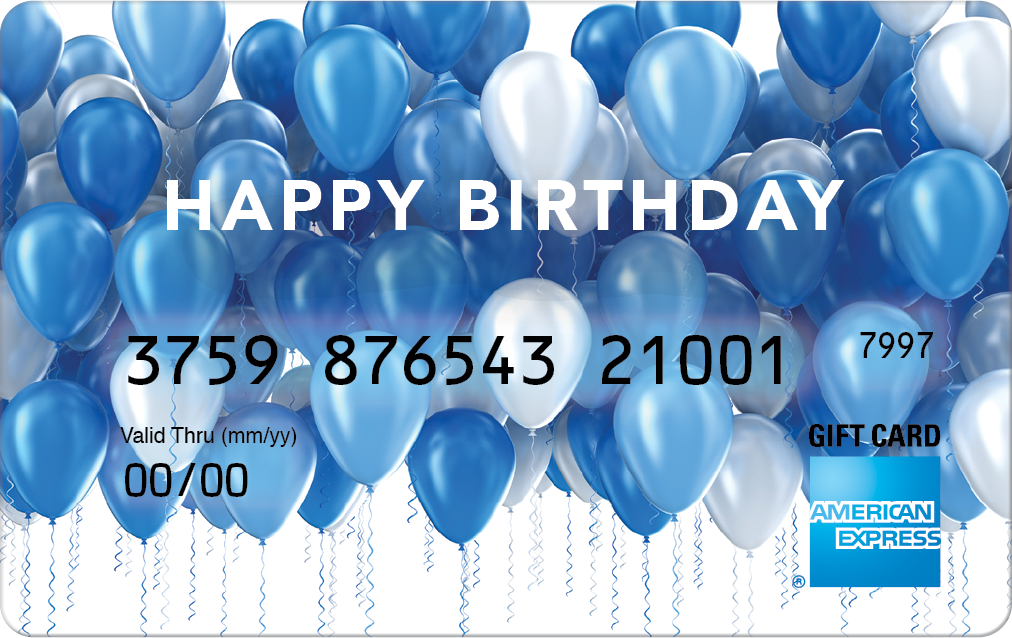 HAPPY BIRTHDAY
3759 876543 21001 7997
Valid Thru (mm/yy)
00/00
GIFT CARD
AMERICAN
EXPRESS
®